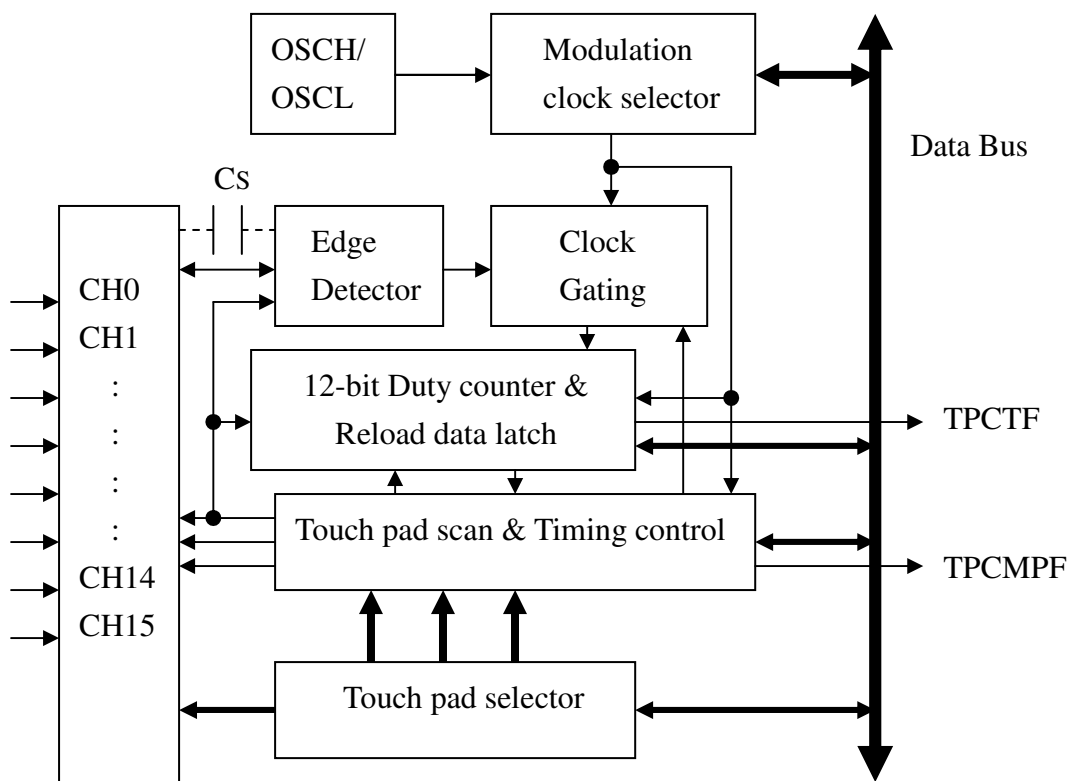 OSCH/
OSCL
Modulation
clock selector
Data Bus
Cs
Edge
Detector
Clock
Gating
CH0
CH1
:
:
:
:
CH14
CH15
12-bit Duty counter &
Reload data latch
TPCTF
Touch pad scan & Timing control
TPCMPF
Touch pad selector